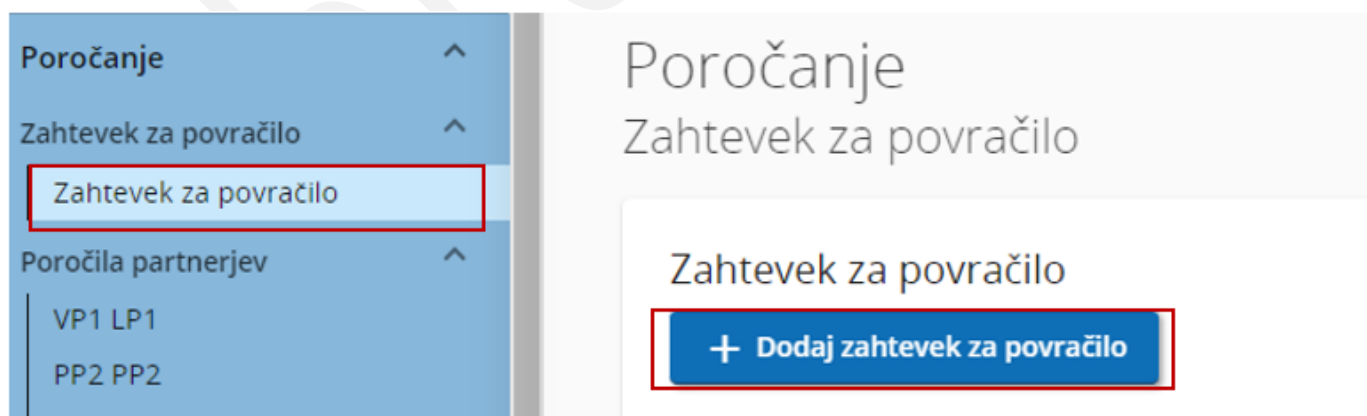 Poročanje
Zahtevek za povračilo
Zahtevek za povračilo
Poročila partnerjev
VP1 LP1
PP2 PP2
Poročanje
Zahtevek za povračilo
Zahtevek za povračilo
+ Dodaj zahtevek za povračilo